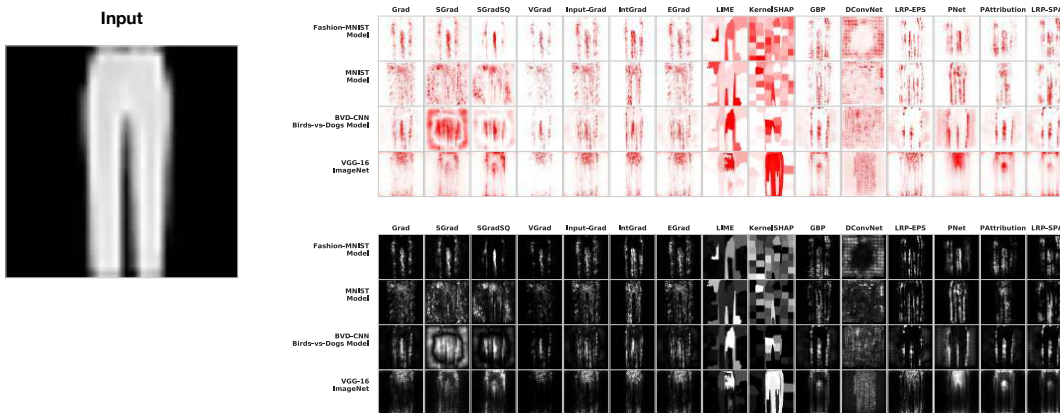 Input
Grad SGrad SGradSQ VGrad Input-Grad IntGrad EGrad LIME KernelSHAP GBP DConvNet LRP-EPS PNet PAttribution LRP-SPA
Fashion-MNIST
Model
MNIST
Model
BVD-CNN
Birds-vs-Dogs Model
VGG-16
ImageNet
Grad SGrad SGradSQ VGrad Input-Grad IntGrad EGrad LIME KernelSHAP GBP DConvNet LRP-EPS PNet PAttribution LRP-SPA
Fashion-MNIST
Model
MNIST
Model
BVD-CNN
Birds-vs-Dogs Model
VGG-16
ImageNet